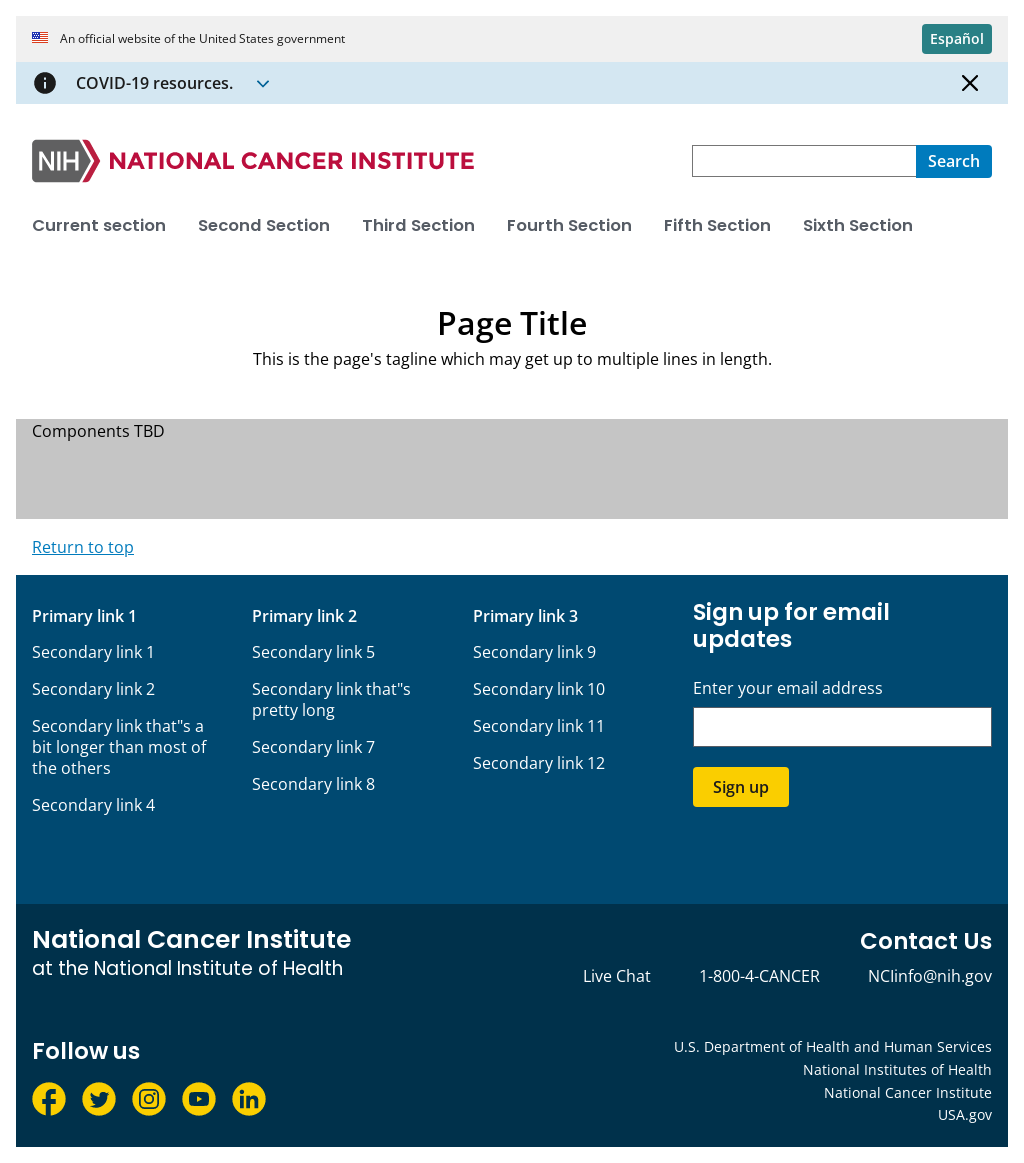 An official website of the United States government
Español
COVID-19 resources.
NIH NATIONAL CANCER INSTITUTE
Search
Current section Second Section Third Section Fourth Section Fifth Section Sixth Section
Page Title
This is the page's tagline which may get up to multiple lines in length.
Components TBD
Return to top
Primary link 1
Secondary link 1
Secondary link 2
Secondary link that"s a
bit longer than most of
the others
Secondary link 4
Primary link 2
Secondary link 5
Secondary link that"s
pretty long
Secondary link 7
Secondary link 8
Primary link 3
Secondary link 9
Secondary link 10
Secondary link 11
Secondary link 12
Sign up for email
updates
Enter your email address
Sign up
National Cancer Institute
at the National Institute of Health
Contact Us
Live Chat 1-800-4-CANCER NCIinfo@nih.gov
Follow us
U.S. Department of Health and Human Services
National Institutes of Health
National Cancer Institute
USA.gov